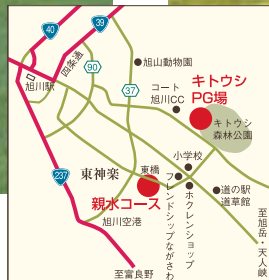 40
39
四条通
90
旭山動物園
旭川駅
37
コート
旭川CC
キトウシ
PG場
キトウシ
森林公園
小学校
東神楽
東橋
237
親水コース
フレンドシップながさわ
ホクレンショップ
道の駅
道草館
旭川空港
至旭岳・天人峡
至富良野